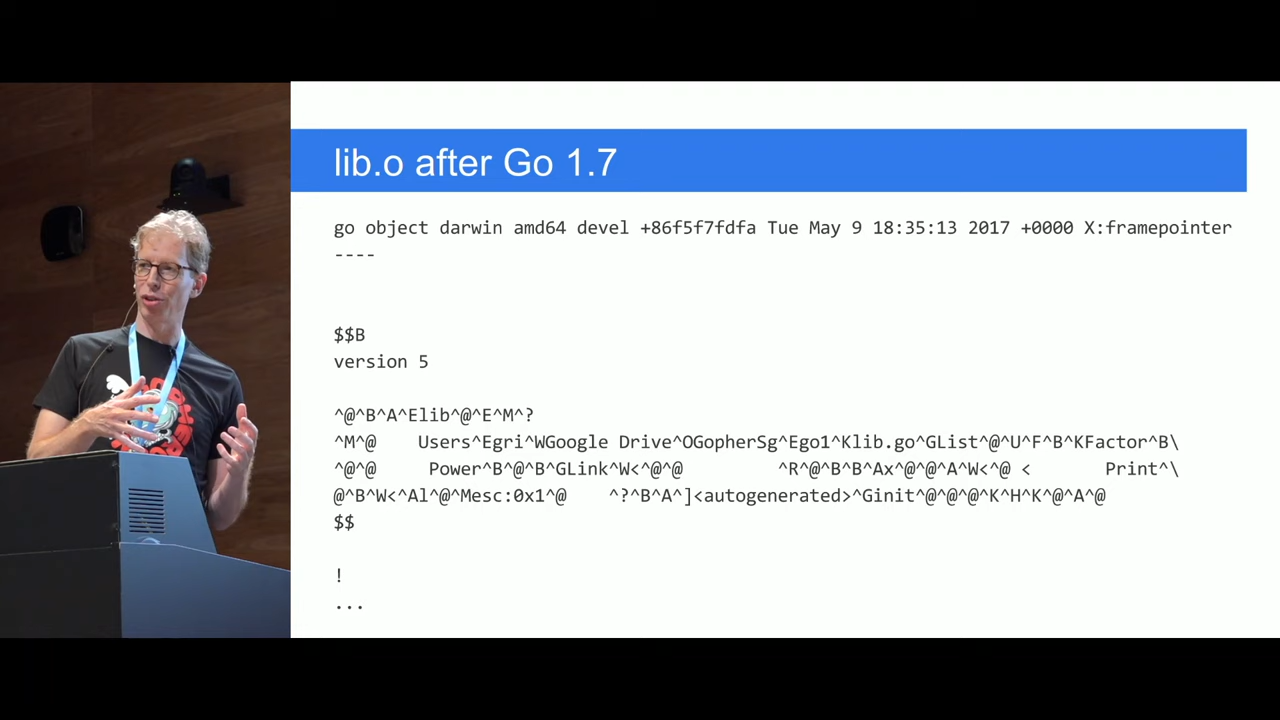 lib.o after Go 1.7
go object darwin amd64 devel +86f5f7fdfa Tue May 9 18:35:13 2017 +0000 X:framepointer
----
$$B
version 5
^@^B^A^Elib^@^E^M^?
^M^@    Users^Egri^WGoogle Drive^OGopherSg^Ego1^Klib.go^GList^@^U^F^B^KFactor^B\
^@^@     Power^B^@^B^GLink^W<^@^@         ^R^@^B^B^Ax^@^@^A^W<^@ <       Print^\
@^B^W<^Al^@^Mesc:0x1^@    ^?^B^A^]<autogenerated>^Ginit^@^@^@^K^H^K^@^A^@
$$
!
...